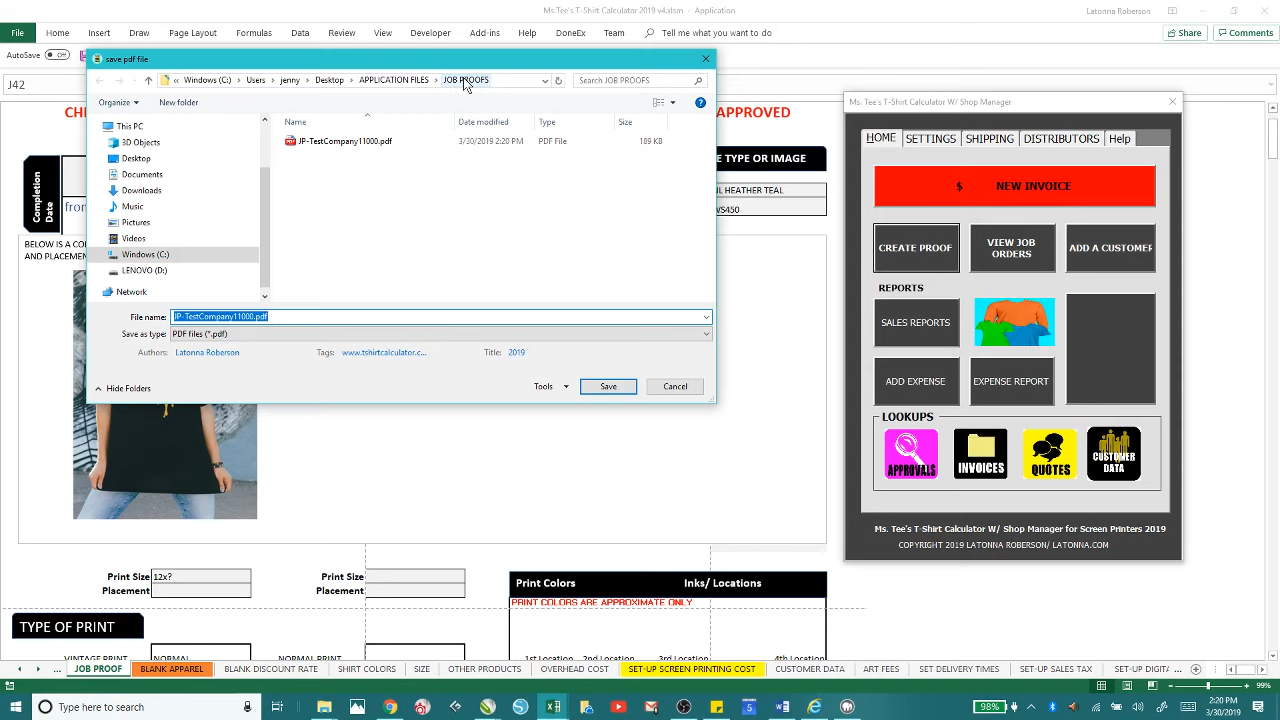 Ms.Tee's T-Shirt Calculator 2019 v4.xlsm - Application
Latonna Roberson
File Home Insert Draw Page Layout Formulas Data Review View Developer Add-ins Help DoneEx Team Tell me what you want to do
Share Comments
AutoSave Off
J42
save pdf file
« Windows (C:) › Users › jenny › Desktop › APPLICATION FILES › JOB PROOFS
Search JOB PROOFS
Organize New folder
Name Date modified Type Size
JP-TestCompany11000.pdf 3/30/2019 2:20 PM PDF File 189 KB
This PC
3D Objects
Desktop
Documents
Downloads
Music
Pictures
Videos
Windows (C:)
LENOVO (D:)
Network
File name: JP-TestCompany11000.pdf
Save as type: PDF files (*.pdf)
Authors: Latonna Roberson Tags: www.tshirtcalculator.c... Title: 2019
Hide Folders Tools Save Cancel
APPROVED
Completion Date
E TYPE OR IMAGE
HEATHER TEAL
BELOW IS A CO
AND PLACEMEN
Print Size 12x? Print Size
Placement Placement
Print Colors Inks/ Locations
PRINT COLORS ARE APPROXIMATE ONLY
TYPE OF PRINT
VINTAGE PRINT NORMAL NORMAL PRINT
1st Location 2nd Location 3rd Location 4th Location
Ms. Tee's T-Shirt Calculator W/ Shop Manager
HOME SETTINGS SHIPPING DISTRIBUTORS Help
$ NEW INVOICE
CREATE PROOF
VIEW JOB ORDERS
ADD A CUSTOMER
REPORTS
SALES REPORTS
ADD EXPENSE EXPENSE REPORT
LOOKUPS
APPROVALS
INVOICES
QUOTES
CUSTOMER DATA
Ms. Tee's T-Shirt Calculator W/ Shop Manager for Screen Printers 2019
COPYRIGHT 2019 LATONNA ROBERSON/ LATONNA.COM
... JOB PROOF BLANK APPAREL BLANK DISCOUNT RATE SHIRT COLORS SIZE OTHER PRODUCTS OVERHEAD COST SET-UP SCREEN PRINTING COST CUSTOMER DATA ART FEES SET DELIVERY TIMES SET-UP SALES TAX SET-UP DIGITA ...
99%
Type here to search
98%
2:20 PM
3/30/2019